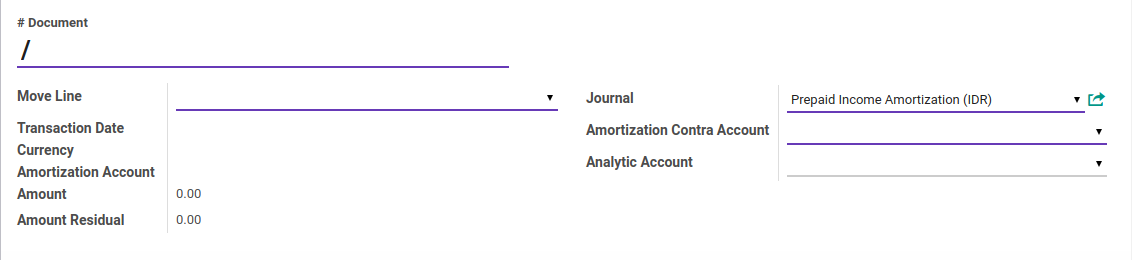 # Document
/
Move Line
Transaction Date
Currency
Amortization Account
Amount 0.00
Amount Residual 0.00
Journal Prepaid Income Amortization (IDR)
Amortization Contra Account
Analytic Account